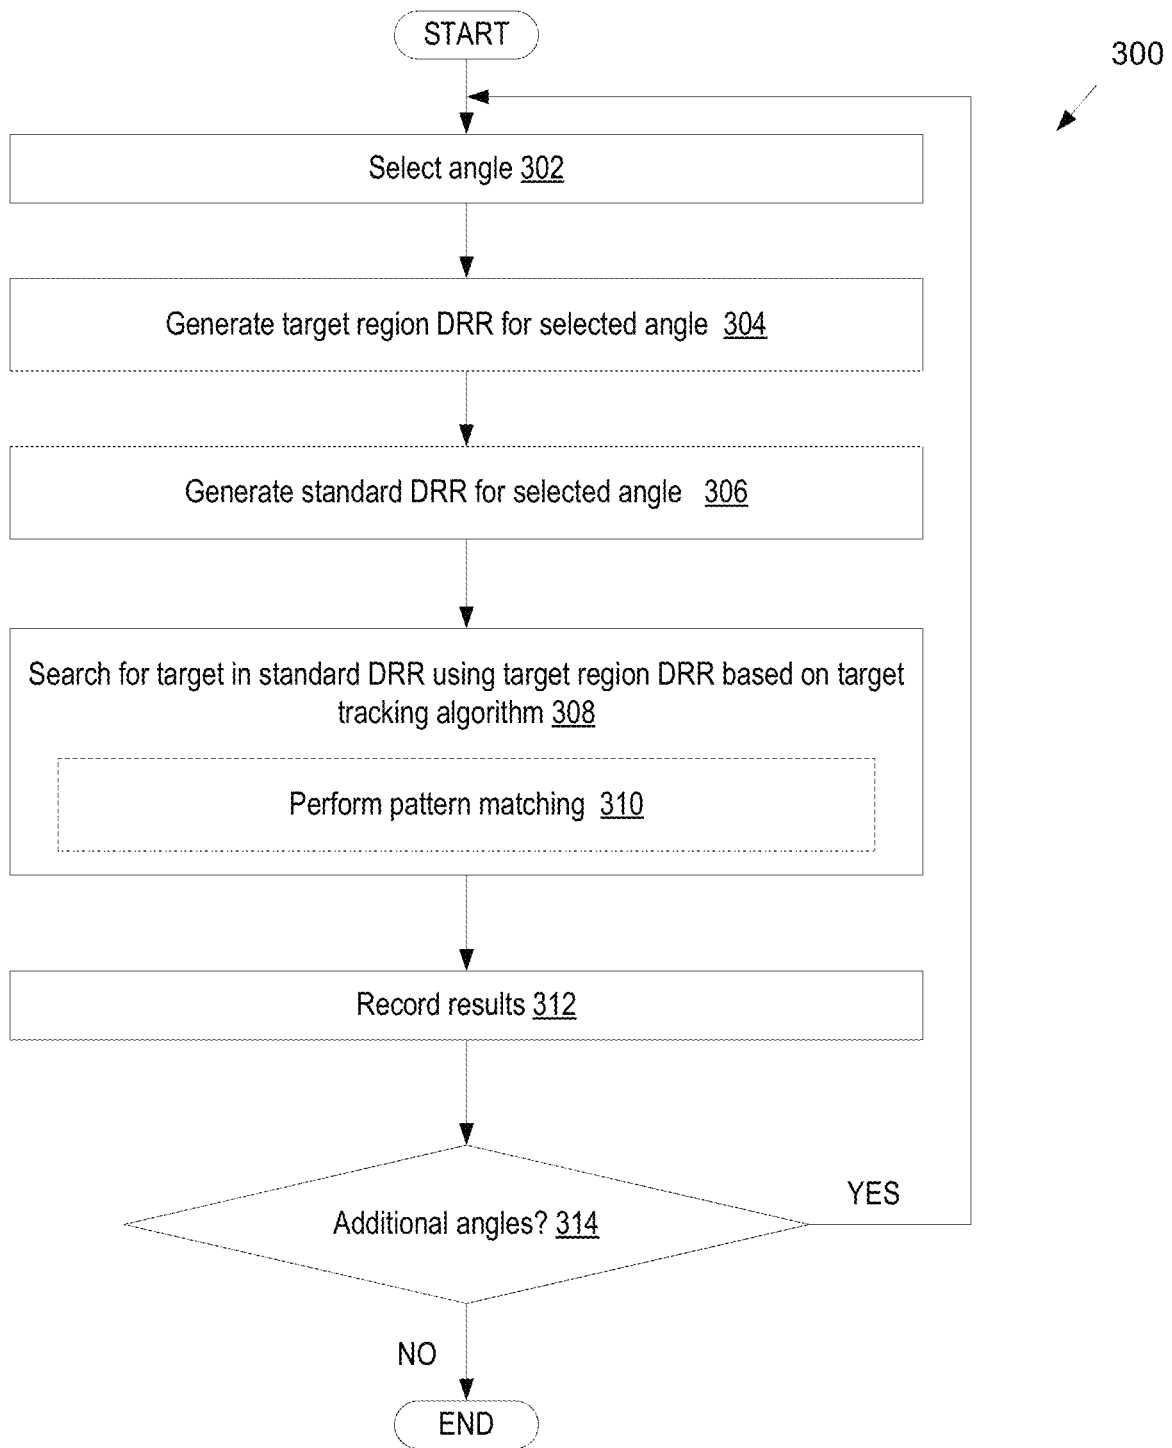 START
300
Select angle 302
Generate target region DRR for selected angle 304
Generate standard DRR for selected angle 306
Search for target in standard DRR using target region DRR based on target
tracking algorithm 308
Perform pattern matching 310
Record results 312
YES
Additional angles? 314
NO
END